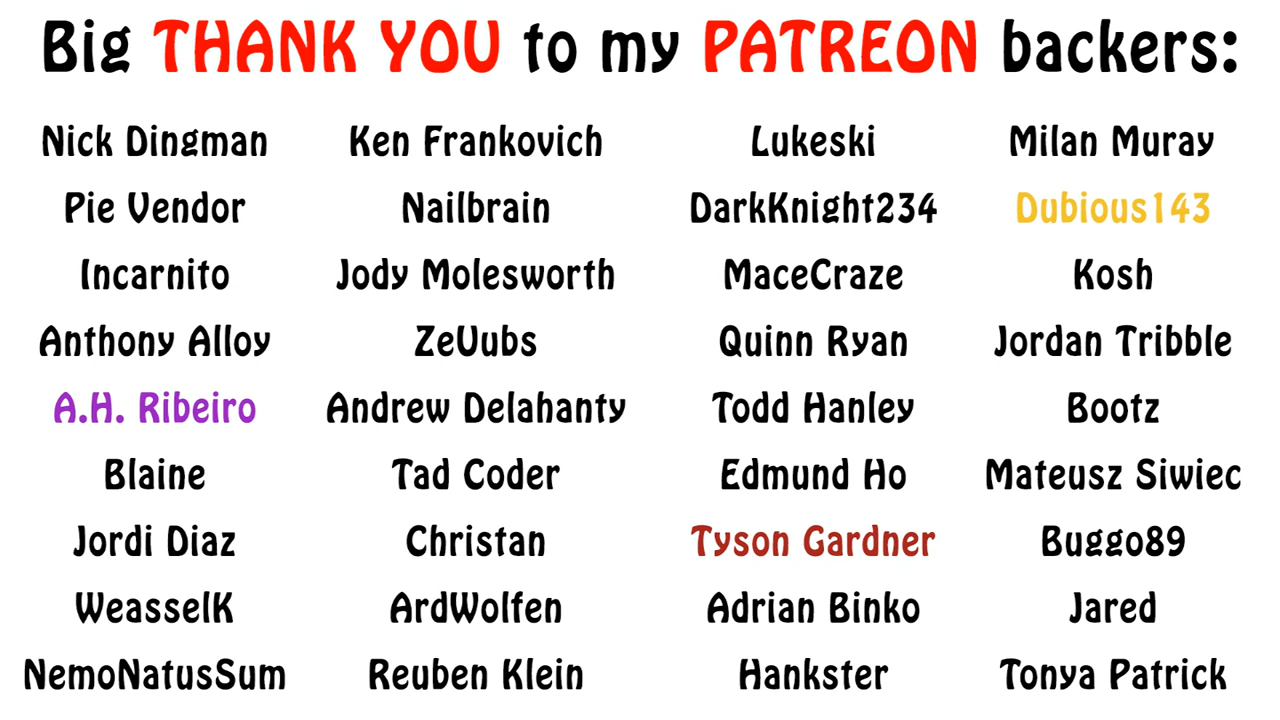 Big THANK YOU to my PATREON backers:
Nick Dingman Ken Frankovich Lukeski Milan Muray
Pie Vendor Nailbrain DarkKnight234 Dubious143
Incarnito Jody Molesworth MaceCraze Kosh
Anthony Alloy ZeVubs Quinn Ryan Jordan Tribble
A.H. Ribeiro Andrew Delahanty Todd Hanley Bootz
Blaine Tad Coder Edmund Ho Mateusz Siwiec
Jordi Diaz Christan Tyson Gardner Buggo89
WeasselK ArdWolfen Adrian Binko Jared
NemoNatusSum Reuben Klein Hankster Tonya Patrick